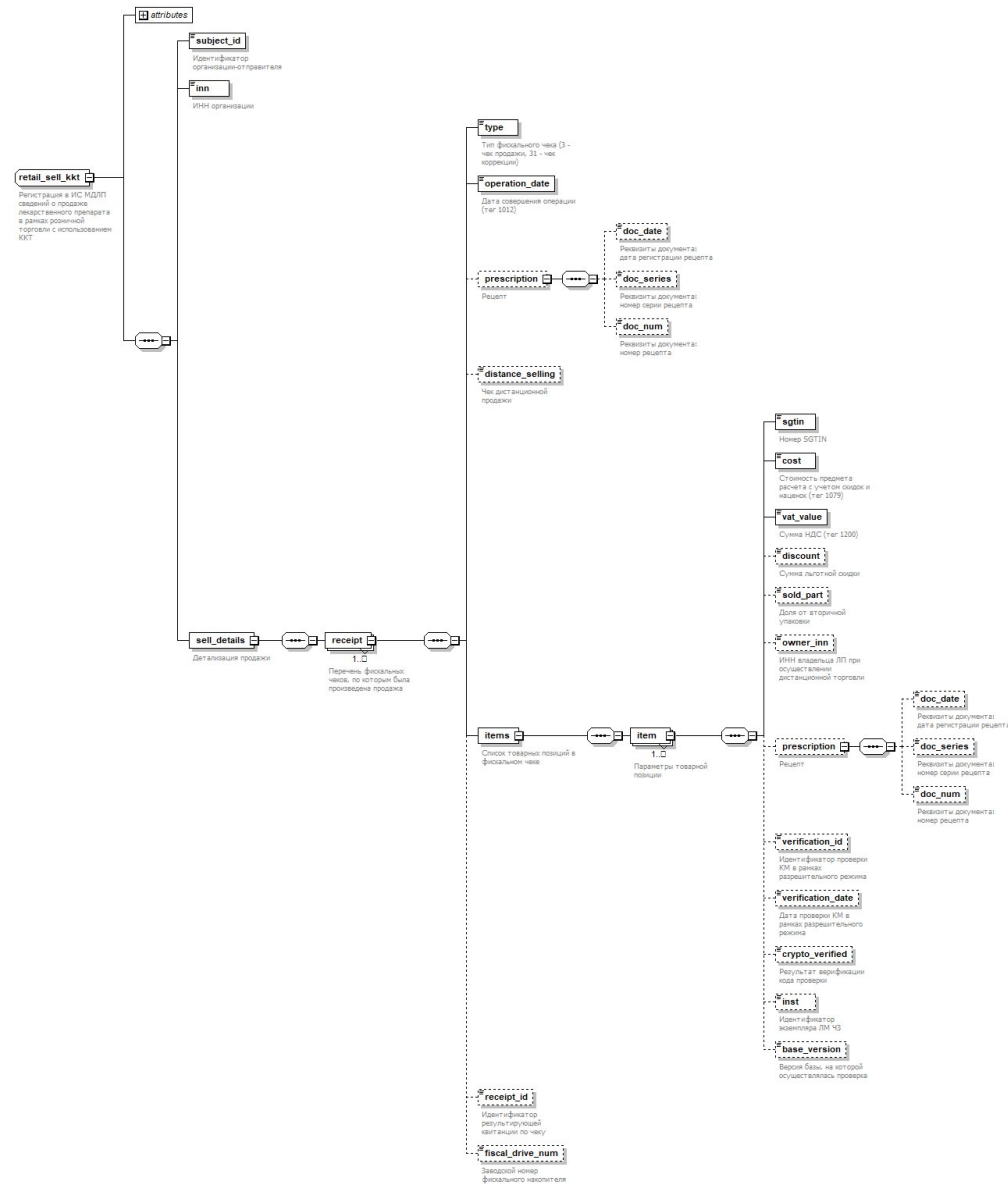 attributes
subject_id
Идентификатор
организации-отправителя
inn
ИНН организации
retail_sell_kkt
Регистрация в ИС МДЛП
сведений о продаже
лекарственного препарата
в рамках розничной
торговли с использованием
ККТ
type
Тип фискального чека (3 -
чек продажи, 31 - чек
коррекции)
operation_date
Дата совершения операции
(тег 1012)
prescription
Рецепт
doc_date
Реквизиты документа:
дата регистрации рецепта
doc_series
Реквизиты документа:
номер серии рецепта
doc_num
Реквизиты документа:
номер рецепта
distance_selling
Чек дистанционной
продажи
sell_details
Детализация продажи
receipt
1..
Перечень фискальных
чеков, по которым была
произведена продажа
items
Список товарных позиций в
фискальном чеке
item
1..
Параметры товарной
позиции
sgtin
Номер SGTIN
cost
Стоимость предмета
расчета с учетом скидок и
наценок (тег 1079)
vat_value
Сумма НДС (тег 1200)
discount
Сумма льготной скидки
sold_part
Доля от вторичной
упаковки
owner_inn
ИНН владельца ЛП при
осуществлении
дистанционной торговли
prescription
Рецепт
doc_date
Реквизиты документа:
дата регистрации рецепта
doc_series
Реквизиты документа:
номер серии рецепта
doc_num
Реквизиты документа:
номер рецепта
verification_id
Идентификатор проверки
КМ в рамках
разрешительного режима
verification_date
Дата проверки КМ в
рамках разрешительного
режима
crypto_verified
Результат верификации
кода проверки
inst
Идентификатор
экземпляра ЛМ ЧЗ
base_version
Версия базы, на которой
осуществлялась проверка
receipt_id
Идентификатор
результирующей
квитанции по чеку
fiscal_drive_num
Заводской номер
фискального накопителя